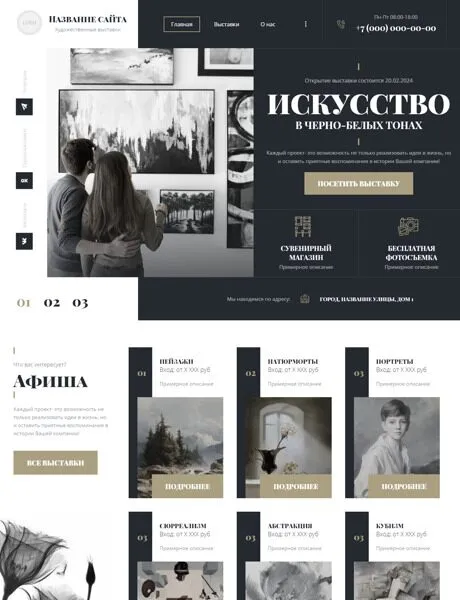 LOGO
Название сайта
Художественные выставки
Главная
Выставки
О нас
Пн-Пт 08:00-18:00
+7 (000) 000-00-00
Открытие выставки состоится 20.02.2024
ИСКУССТВО
В ЧЕРНО-БЕЛЫХ ТОНАХ
Каждый проект- это возможность не только реализовать идеи в жизнь, но
и оставить приятные воспоминания в истории Вашей компании!
ПОСЕТИТЬ ВЫСТАВКУ
СУВЕНИРНЫЙ
МАГАЗИН
Примерное описание
БЕСПЛАТНАЯ
ФОТОСЪЕМКА
Примерное описание
01 02 03
Мы находимся по адресу:
ГОРОД, НАЗВАНИЕ УЛИЦЫ, ДОМ 1
Что вас интересует?
Афиша
Каждый проект- это возможность не
только реализовать идеи в жизнь, но
и оставить приятные воспоминания в
истории Вашей компании!
ВСЕ ВЫСТАВКИ
01
ПЕЙЗАЖИ
Вход: от X XXX руб
Примерное описание
ПОДРОБНЕЕ
02
НАТЮРМОРТЫ
Вход: от X XXX руб
Примерное описание
ПОДРОБНЕЕ
03
ПОРТРЕТЫ
Вход: от X XXX руб
Примерное описание
ПОДРОБНЕЕ
03
СЮРРЕАЛИЗМ
Вход: от X XXX руб
Примерное описание
03
АБСТРАКЦИЯ
Вход: от X XXX руб
Примерное описание
03
КУБИЗМ
Вход: от X XXX руб
Примерное описание